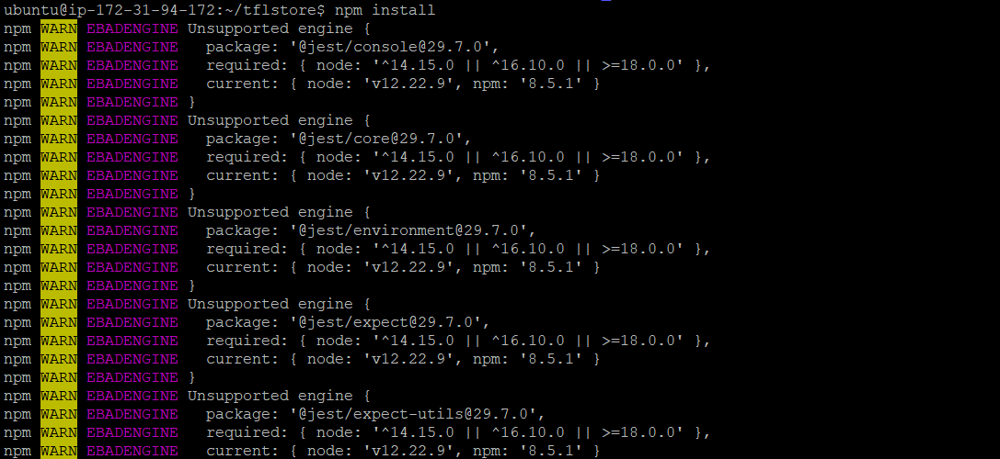 ubuntu@ip-172-31-94-172:~/tflstore$ npm install
npm WARN EBADENGINE Unsupported engine {
npm WARN EBADENGINE   package: '@jest/console@29.7.0',
npm WARN EBADENGINE   required: { node: '^14.15.0 || ^16.10.0 || >=18.0.0' },
npm WARN EBADENGINE   current: { node: 'v12.22.9', npm: '8.5.1' }
npm WARN EBADENGINE }
npm WARN EBADENGINE Unsupported engine {
npm WARN EBADENGINE   package: '@jest/core@29.7.0',
npm WARN EBADENGINE   required: { node: '^14.15.0 || ^16.10.0 || >=18.0.0' },
npm WARN EBADENGINE   current: { node: 'v12.22.9', npm: '8.5.1' }
npm WARN EBADENGINE }
npm WARN EBADENGINE Unsupported engine {
npm WARN EBADENGINE   package: '@jest/environment@29.7.0',
npm WARN EBADENGINE   required: { node: '^14.15.0 || ^16.10.0 || >=18.0.0' },
npm WARN EBADENGINE   current: { node: 'v12.22.9', npm: '8.5.1' }
npm WARN EBADENGINE }
npm WARN EBADENGINE Unsupported engine {
npm WARN EBADENGINE   package: '@jest/expect@29.7.0',
npm WARN EBADENGINE   required: { node: '^14.15.0 || ^16.10.0 || >=18.0.0' },
npm WARN EBADENGINE   current: { node: 'v12.22.9', npm: '8.5.1' }
npm WARN EBADENGINE }
npm WARN EBADENGINE Unsupported engine {
npm WARN EBADENGINE   package: '@jest/expect-utils@29.7.0',
npm WARN EBADENGINE   required: { node: '^14.15.0 || ^16.10.0 || >=18.0.0' },
npm WARN EBADENGINE   current: { node: 'v12.22.9', npm: '8.5.1' }